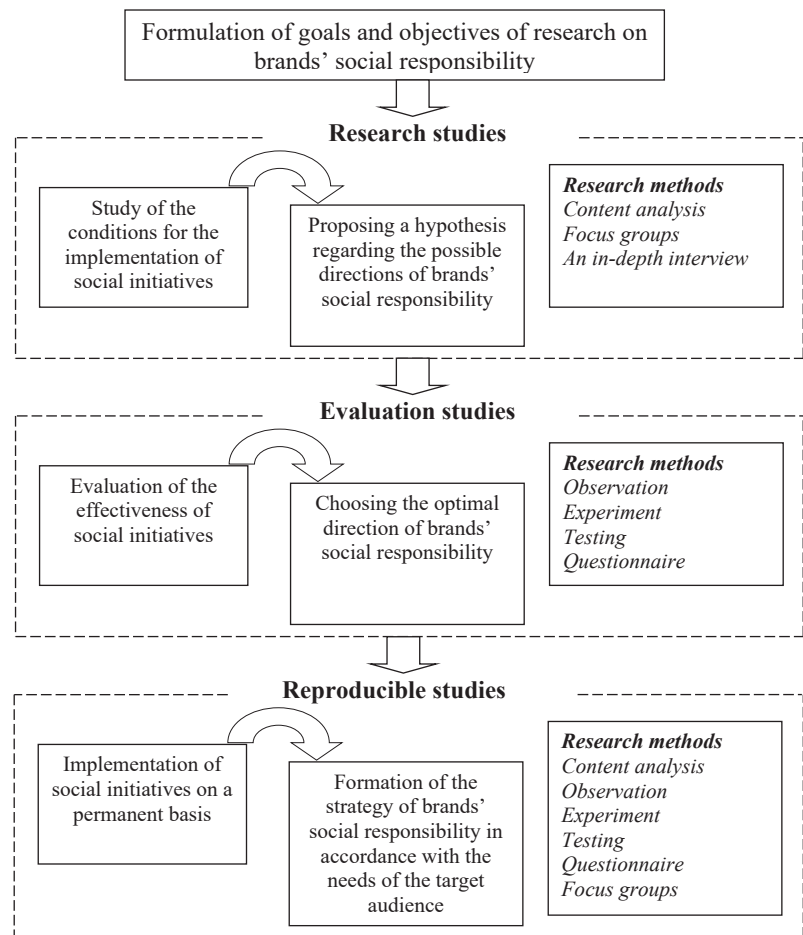 Formulation of goals and objectives of research on
brands' social responsibility
Research studies
Study of the
conditions for the
implementation of
social initiatives
Proposing a hypothesis
regarding the possible
directions of brands'
social responsibility
Research methods
Content analysis
Focus groups
An in-depth interview
Evaluation studies
Evaluation of the
effectiveness of
social initiatives
Choosing the optimal
direction of brands'
social responsibility
Research methods
Observation
Experiment
Testing
Questionnaire
Reproducible studies
Implementation of
social initiatives on a
permanent basis
Formation of the
strategy of brands'
social responsibility in
accordance with the
needs of the target
audience
Research methods
Content analysis
Observation
Experiment
Testing
Questionnaire
Focus groups